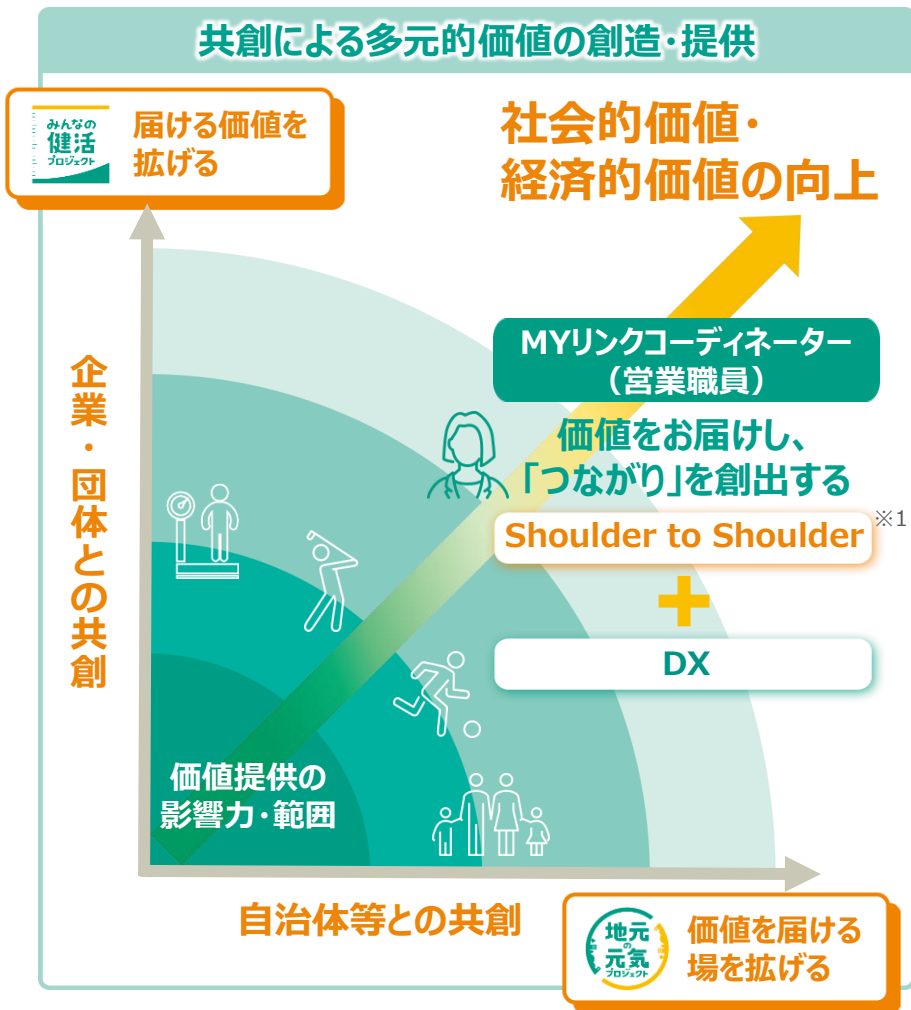 共創による多元的価値の創造・提供
みんなの
健活
プロジェクト
届ける価値を
拡げる
社会的価値・
経済的価値の向上
企業・団体との共創
MYリンクコーディネーター
（営業職員）
価値をお届けし、
「つながり」を創出する
Shoulder to Shoulder ※1
+
DX
価値提供の
影響力・範囲
自治体等との共創
地元
の
元気
プロジェクト
価値を届ける
場を拡げる